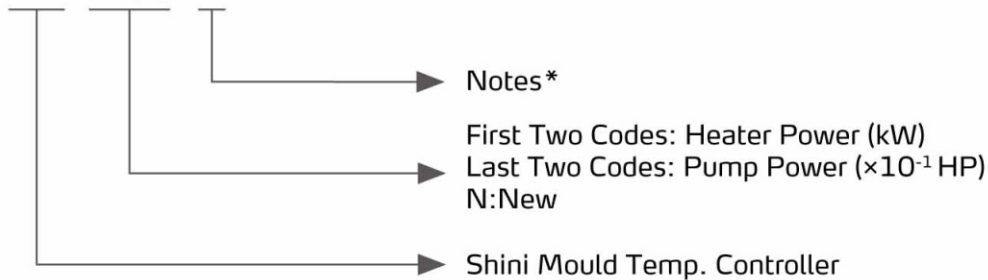 Notes*
First Two Codes: Heater Power (kW)
Last Two Codes: Pump Power (×10⁻¹ HP)
N:New
Shini Mould Temp. Controller